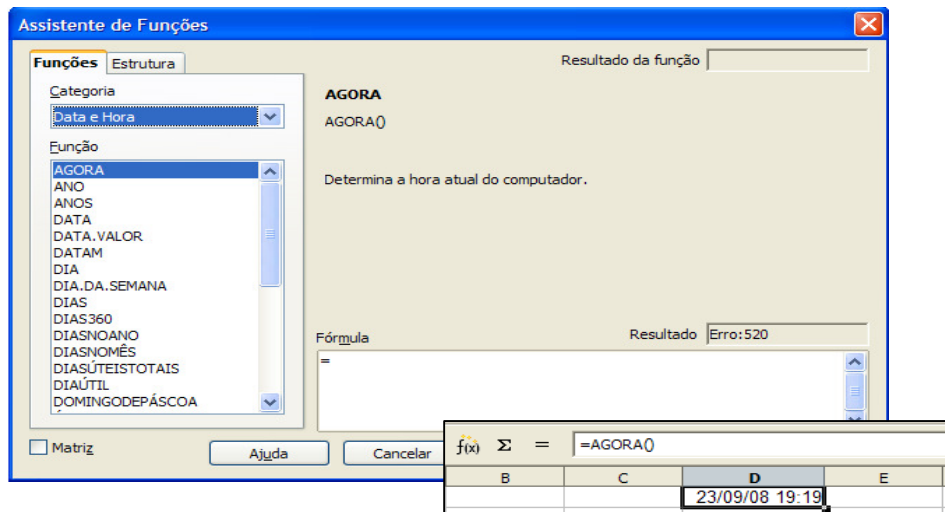 Assistente de Funções
Funções Estrutura
Resultado da função
Categoria
Data e Hora
Função
AGORA
ANO
ANOS
DATA
DATA.VALOR
DATAM
DIA
DIA.DA.SEMANA
DIAS
DIAS360
DIASNOANO
DIASNOMÊS
DIASÚTEISTOTAIS
DIAÚTIL
DOMINGODEPÁSCOA
AGORA
AGORA()
Determina a hora atual do computador.
Fórmula
Resultado Erro:520
=
Matriz
Ajuda
Cancelar
f(x) Σ = =AGORA()
B C D E
23/09/08 19:19